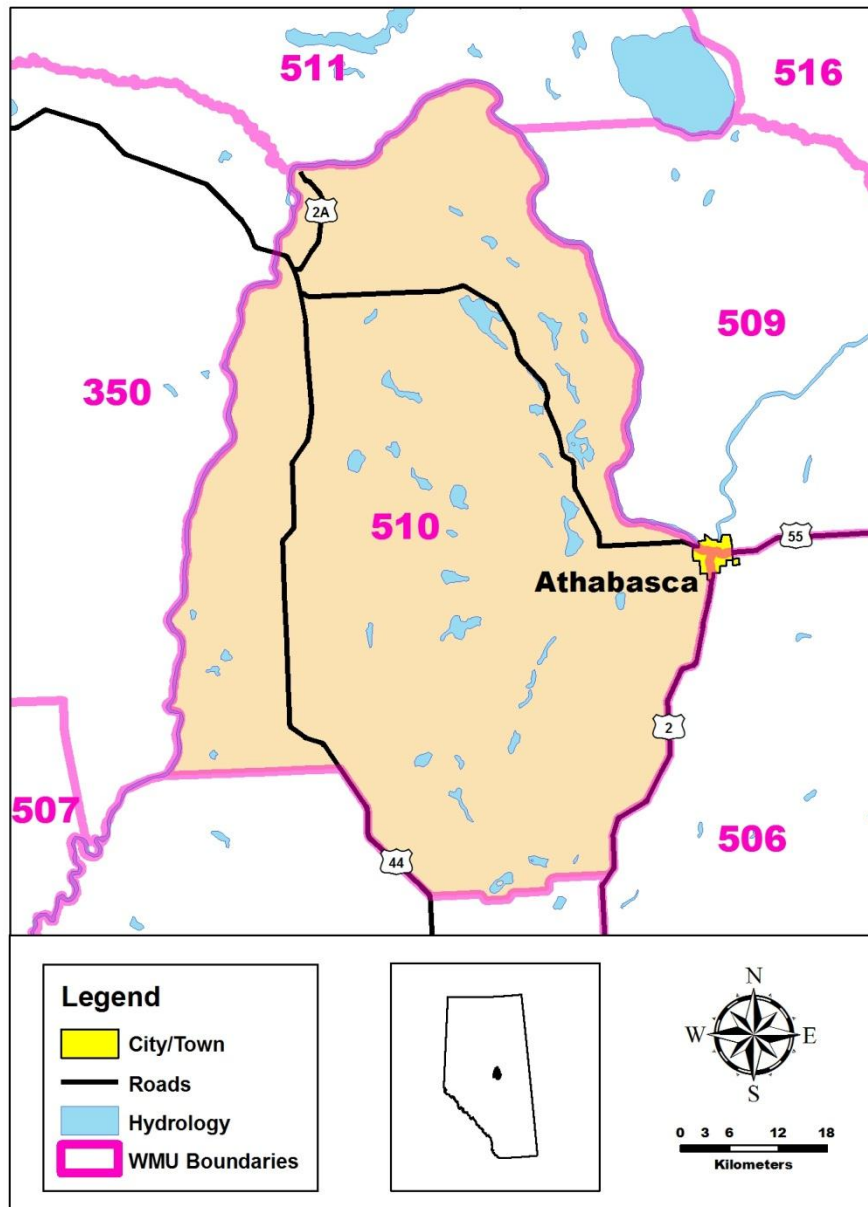 511
516
2A
509
350
510
55
Athabasca
2
507
506
44
Legend
City/Town
Roads
Hydrology
WMU Boundaries
N
W E
S
0 3 6 12 18
Kilometers